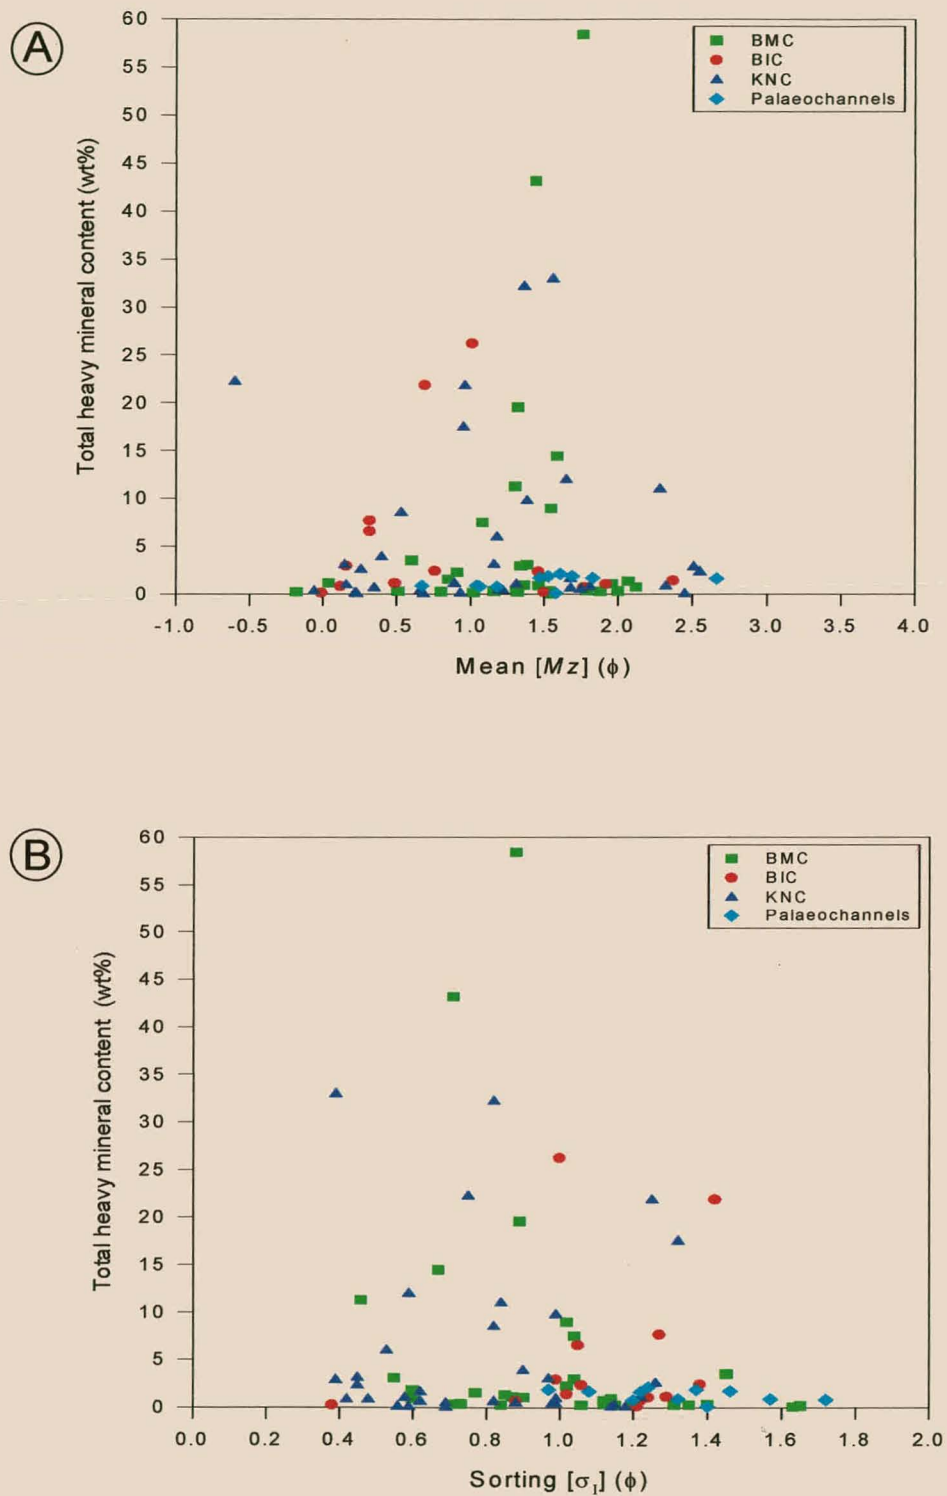 A
60
55
50
45
40
35
30
25
20
15
10
5
0
Total heavy mineral content (wt%)
BMC
BIC
KNC
Palaeochannels
-1.0 -0.5 0.0 0.5 1.0 1.5 2.0 2.5 3.0 3.5 4.0
Mean [Mz] (ϕ)
B
60
55
50
45
40
35
30
25
20
15
10
5
0
Total heavy mineral content (wt%)
BMC
BIC
KNC
Palaeochannels
0.0 0.2 0.4 0.6 0.8 1.0 1.2 1.4 1.6 1.8 2.0
Sorting [σI] (ϕ)